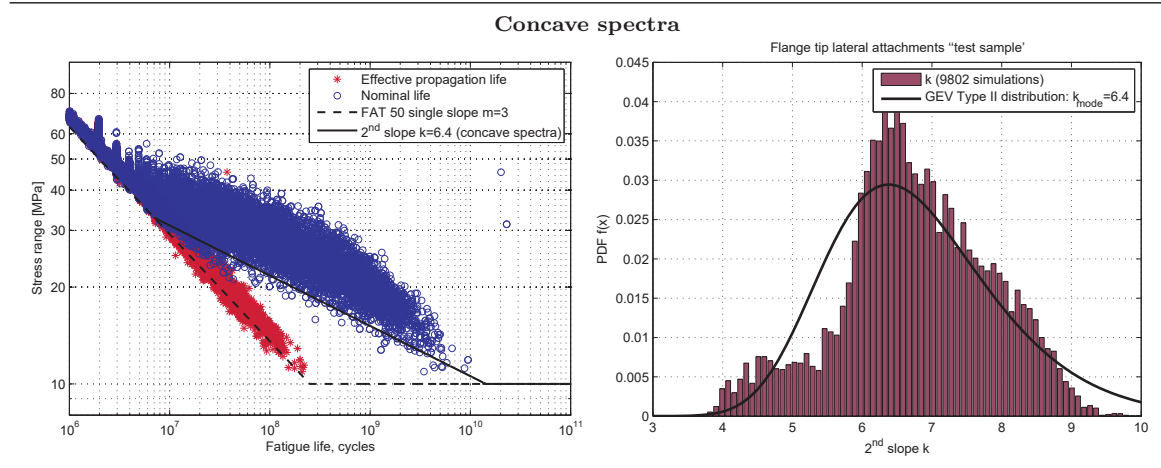 Concave spectra
Effective propagation life
Nominal life
FAT 50 single slope m=3
2nd slope k=6.4 (concave spectra)
80
60
50
40
30
20
10
Stress range [MPa]
10^6
10^7
10^8
10^9
10^10
10^11
Fatigue life, cycles
Flange tip lateral attachments “test sample’
k (9802 simulations)
GEV Type II distribution: k_mode=6.4
0.045
0.04
0.035
0.03
0.025
0.02
0.015
0.01
0.005
0
PDF f(x)
3
4
5
6
7
8
9
10
2nd slope k